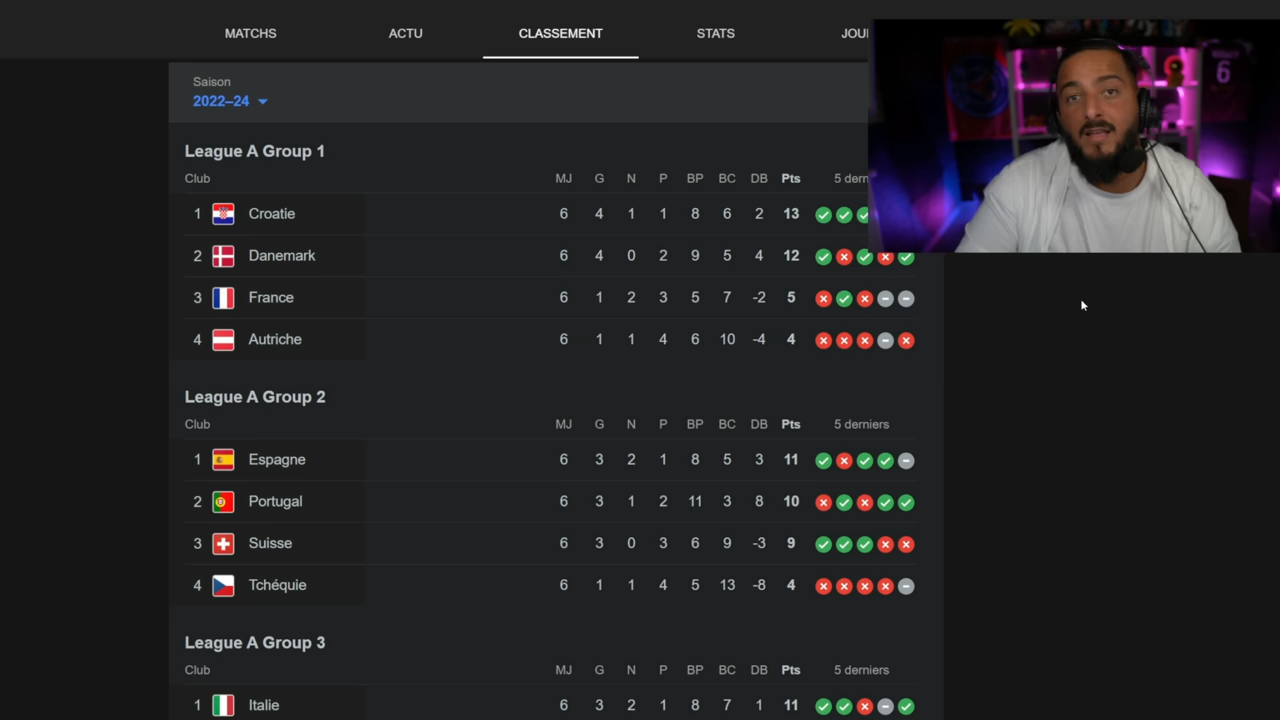 MATCHS ACTU CLASSEMENT STATS JOU
Saison
2022–24
League A Group 1
Club MJ G N P BP BC DB Pts 5 dern
1 Croatie 6 4 1 1 8 6 2 13
2 Danemark 6 4 0 2 9 5 4 12
3 France 6 1 2 3 5 7 -2 5
4 Autriche 6 1 1 4 6 10 -4 4
League A Group 2
Club MJ G N P BP BC DB Pts 5 derniers
1 Espagne 6 3 2 1 8 5 3 11
2 Portugal 6 3 1 2 11 3 8 10
3 Suisse 6 3 0 3 6 9 -3 9
4 Tchéquie 6 1 1 4 5 13 -8 4
League A Group 3
Club MJ G N P BP BC DB Pts 5 derniers
1 Italie 6 3 2 1 8 7 1 11
6